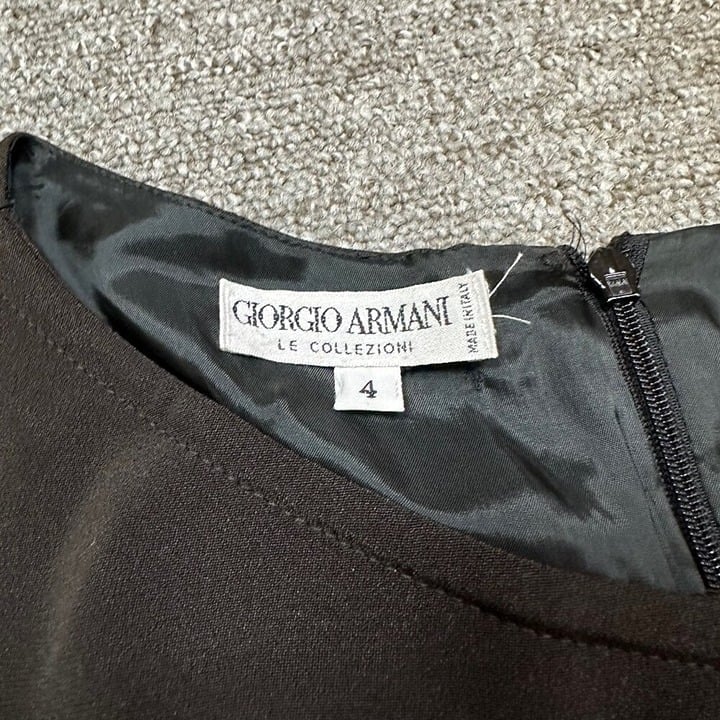 GIORGIO ARMANI
LE COLLEZIONI
MADE IN ITALY
4